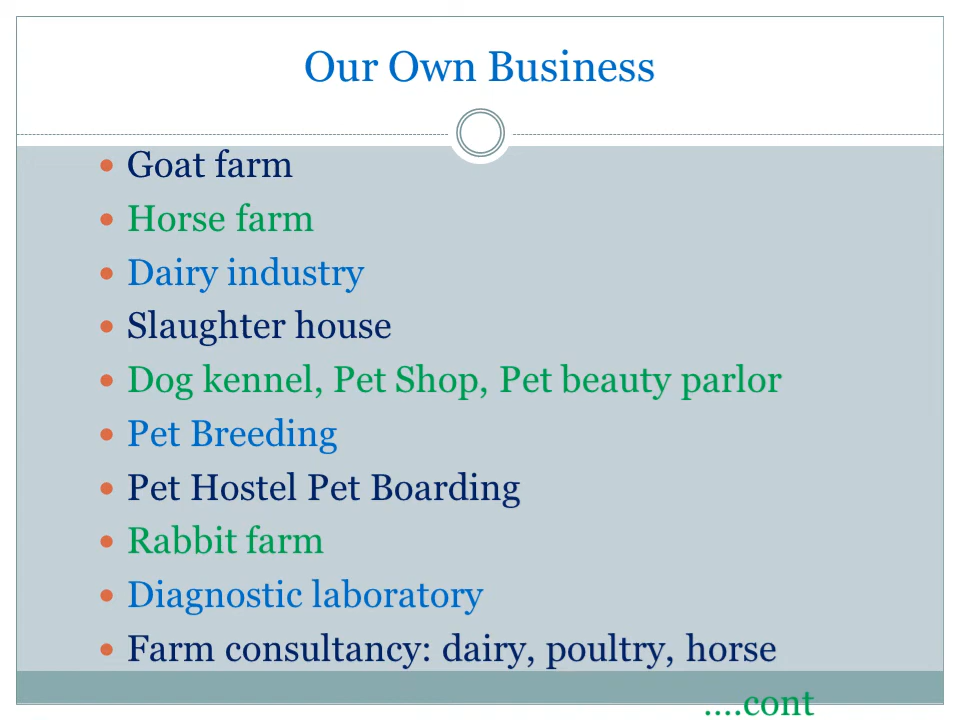 Our Own Business
• Goat farm
• Horse farm
• Dairy industry
• Slaughter house
• Dog kennel, Pet Shop, Pet beauty parlor
• Pet Breeding
• Pet Hostel Pet Boarding
• Rabbit farm
• Diagnostic laboratory
• Farm consultancy: dairy, poultry, horse
....cont